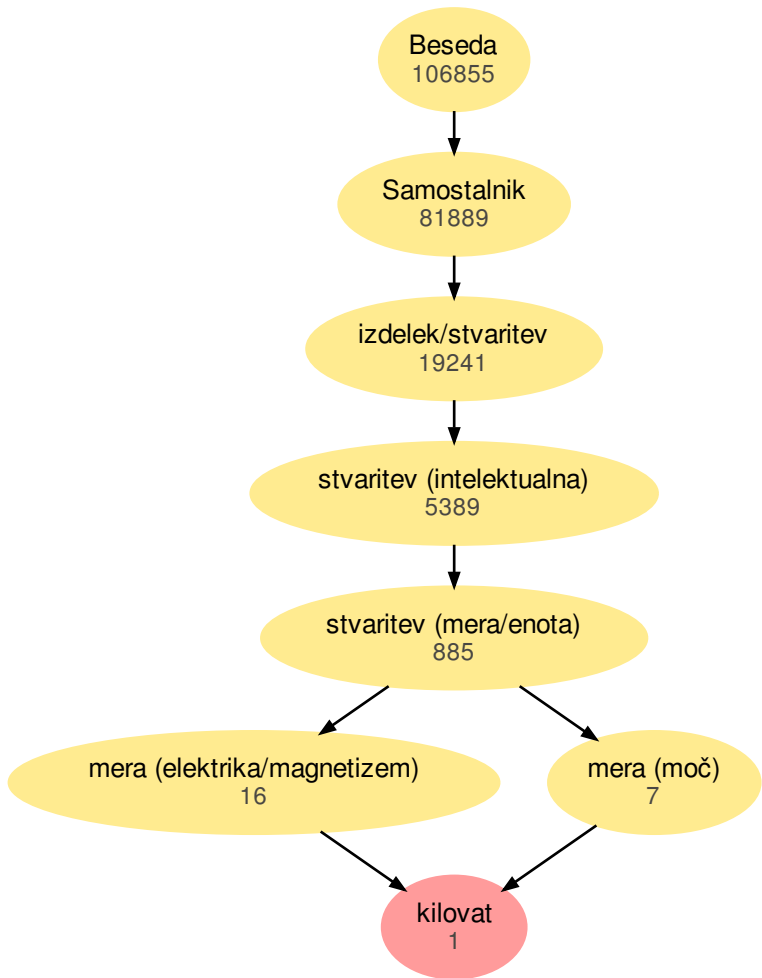 Beseda
106855
Samostalnik
81889
izdelek/stvaritev
19241
stvaritev (intelektualna)
5389
stvaritev (mera/enota)
885
mera (elektrika/magnetizem)
16
mera (moč)
7
kilovat
1